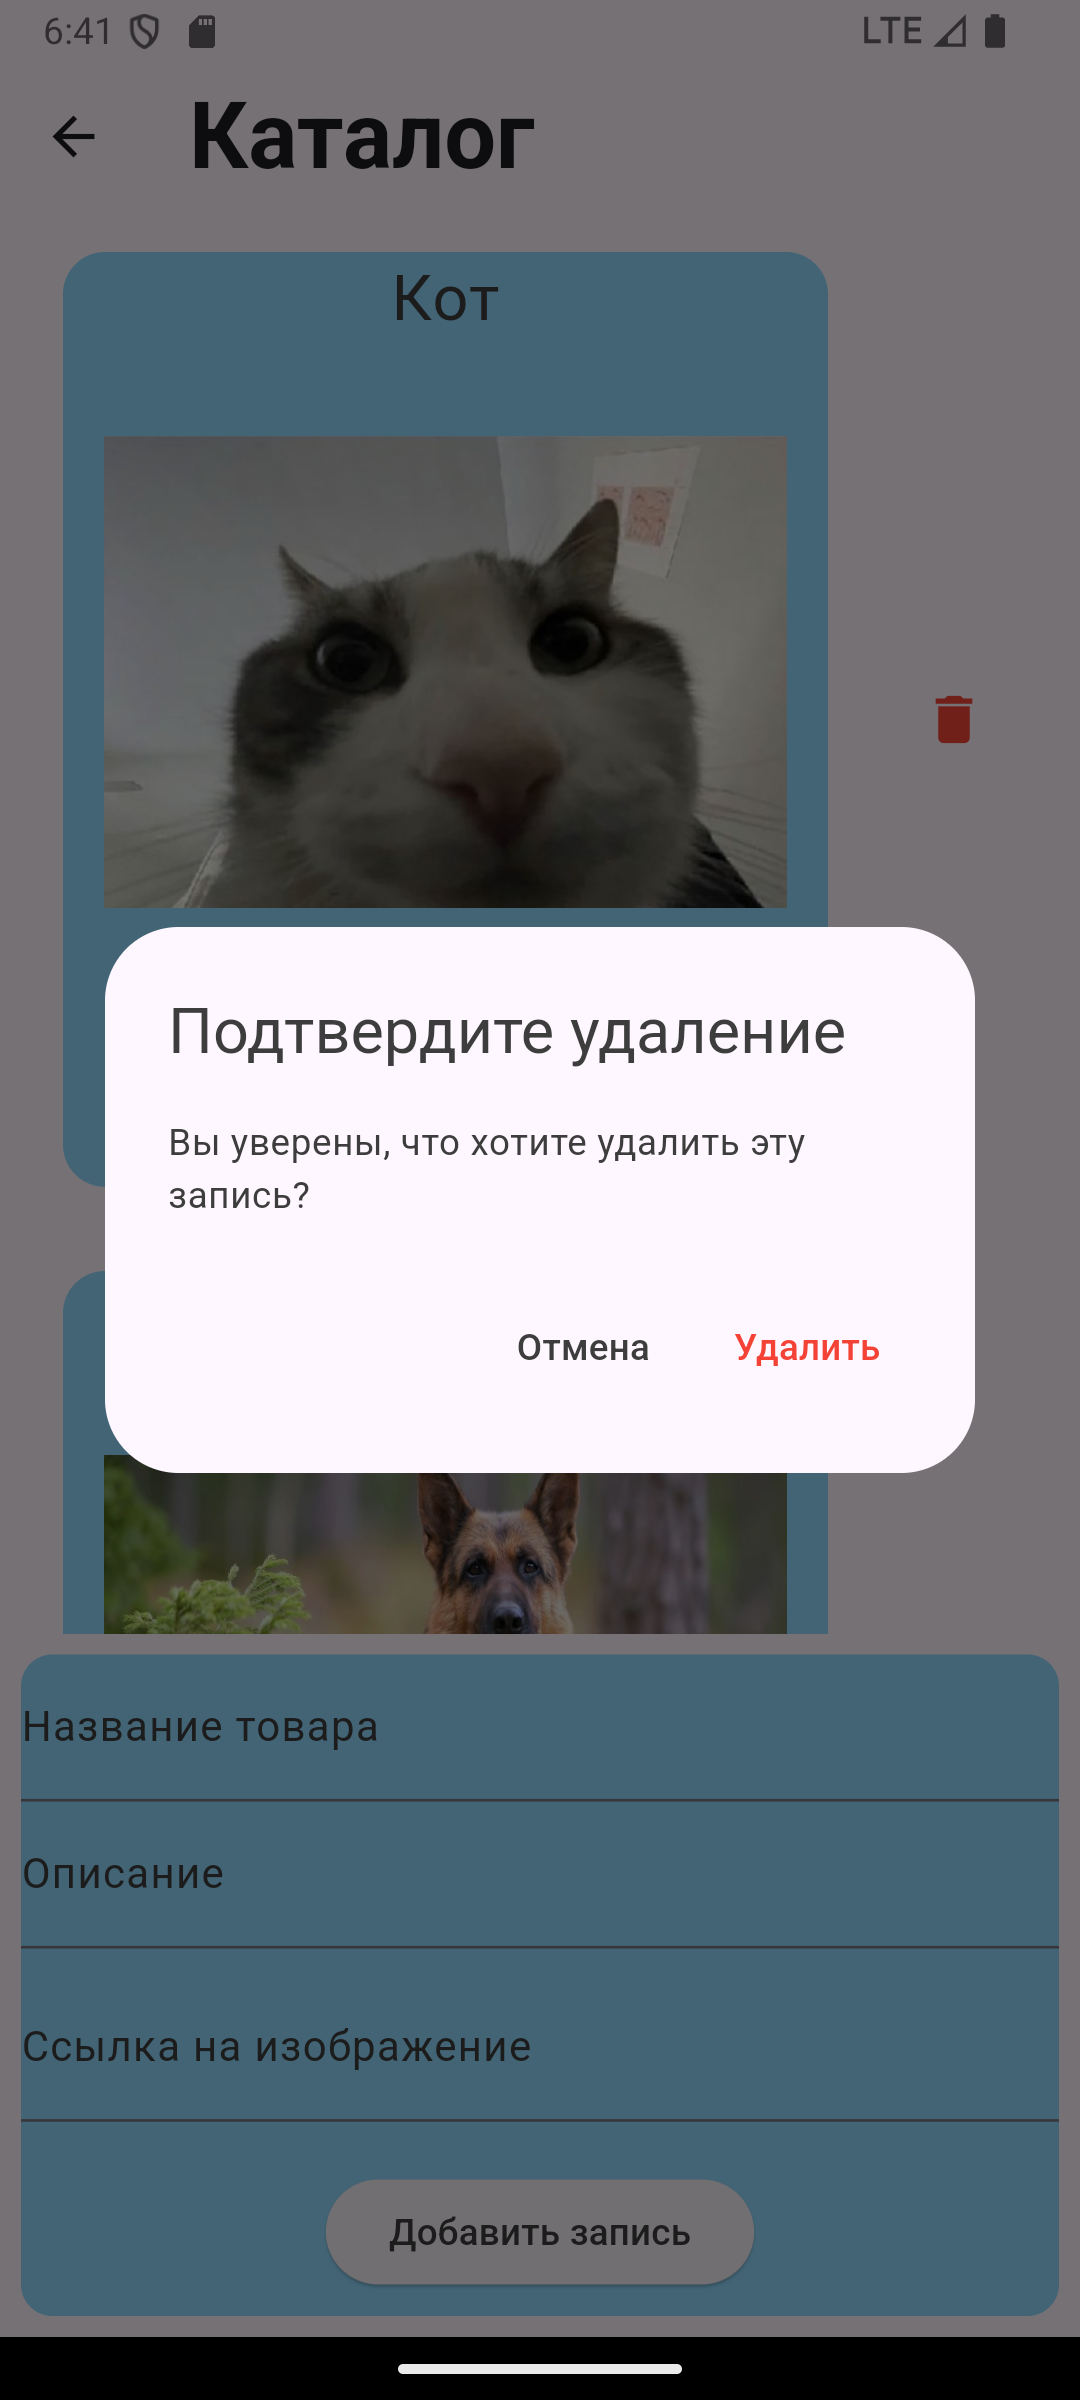 6:41 LTE
Каталог
Кот
Подтвердите удаление
Вы уверены, что хотите удалить эту
запись?
Отмена Удалить
Название товара
Описание
Ссылка на изображение
Добавить запись